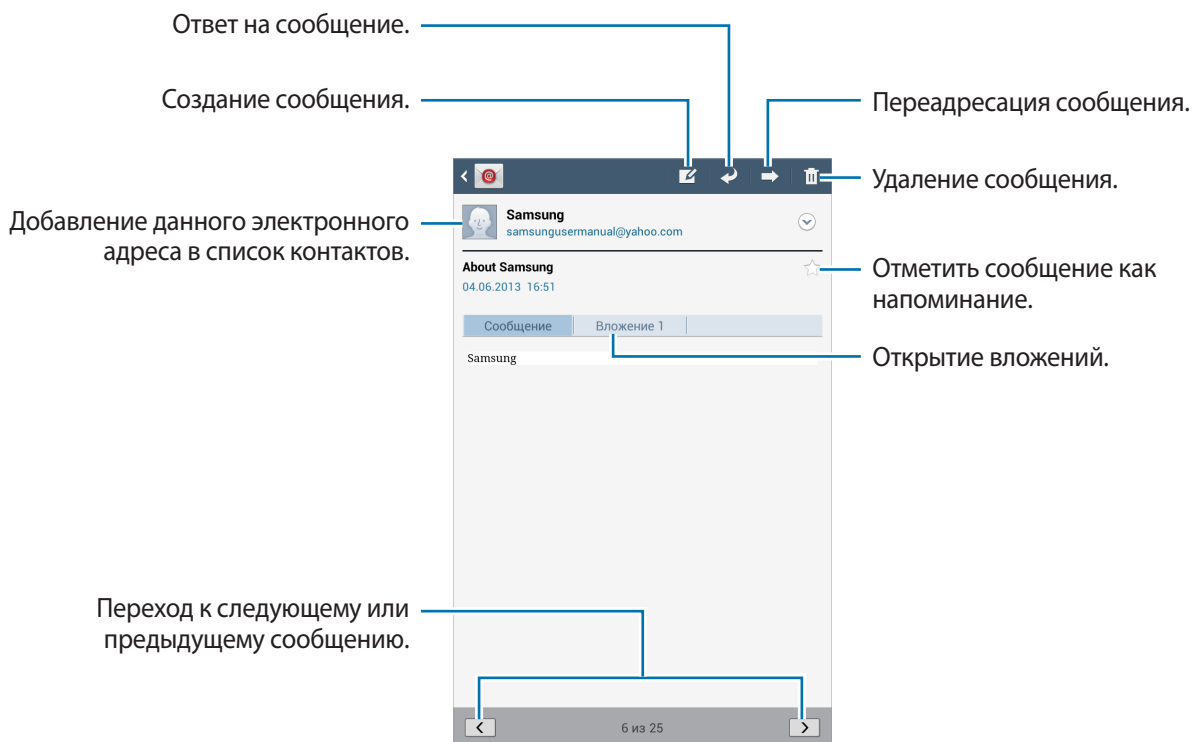 Ответ на сообщение.
Создание сообщения.
Переадресация сообщения.
Удаление сообщения.
Добавление данного электронного
адреса в список контактов.
Samsung
samsungusermanual@yahoo.com
About Samsung
04.06.2013 16:51
Отметить сообщение как
напоминание.
Сообщение Вложение 1
Открытие вложений.
Samsung
Переход к следующему или
предыдущему сообщению.
6 из 25